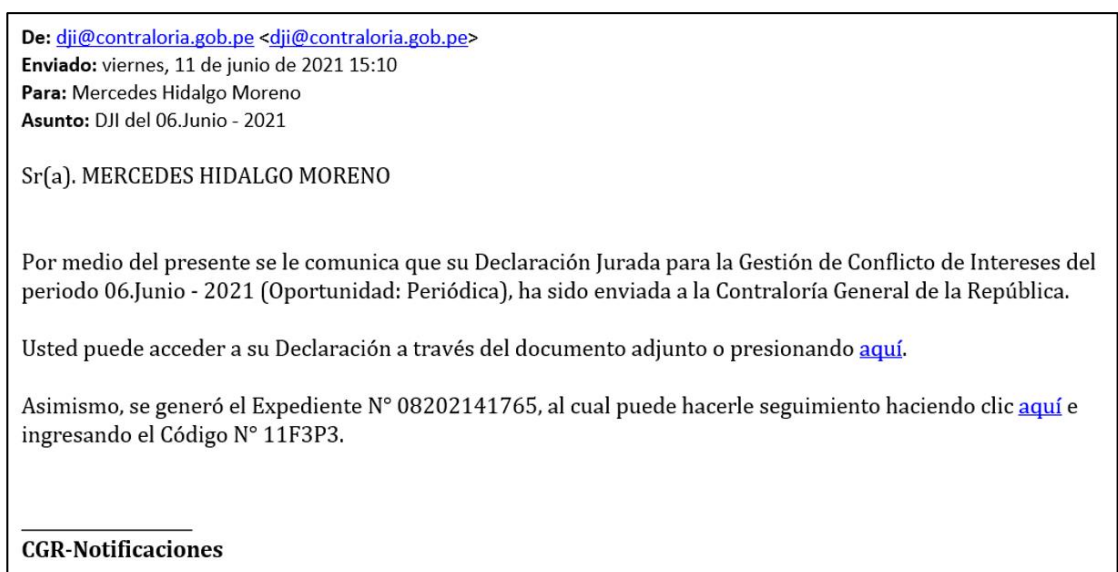 De: dji@contraloria.gob.pe <dji@contraloria.gob.pe>
Enviado: viernes, 11 de junio de 2021 15:10
Para: Mercedes Hidalgo Moreno
Asunto: DJI del 06.Junio - 2021
Sr(a). MERCEDES HIDALGO MORENO
Por medio del presente se le comunica que su Declaración Jurada para la Gestión de Conflicto de Intereses del
periodo 06.Junio - 2021 (Oportunidad: Periódica), ha sido enviada a la Contraloría General de la República.
Usted puede acceder a su Declaración a través del documento adjunto o presionando aquí.
Asimismo, se generó el Expediente N° 08202141765, al cual puede hacerle seguimiento haciendo clic aquí e
ingresando el Código N° 11F3P3.
CGR-Notificaciones